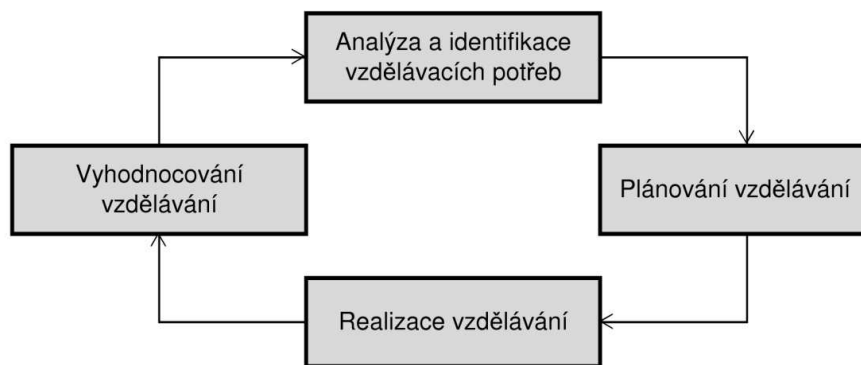 Analýza a identifikace
vzdělávacích potřeb
Vyhodnocování
vzdělávání
Plánování vzdělávání
Realizace vzdělávání